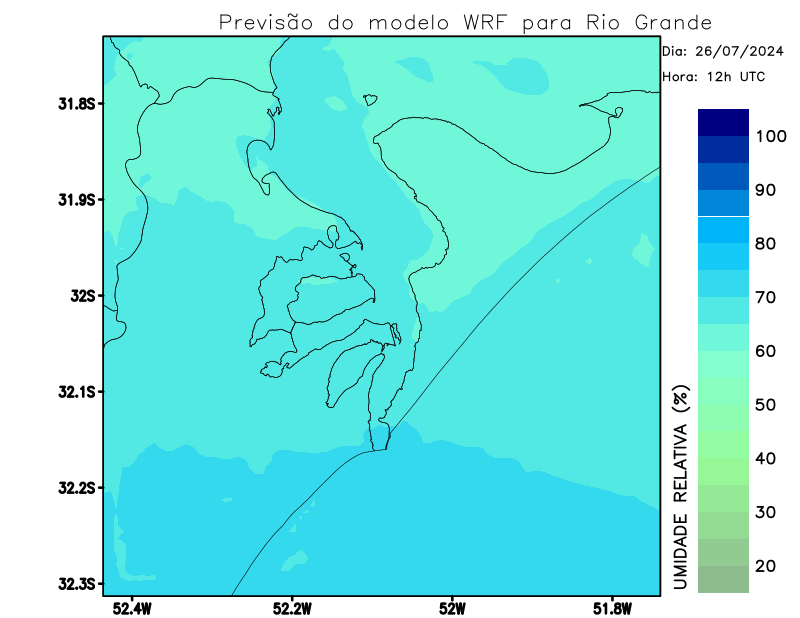 Previsão do modelo WRF para Rio Grande
Dia: 26/07/2024
Hora: 12h UTC
31.8S
31.9S
32S
32.1S
32.2S
32.3S
52.4W
52.2W
52W
51.8W
100
90
80
70
60
50
40
30
20
UMIDADE RELATIVA (%)